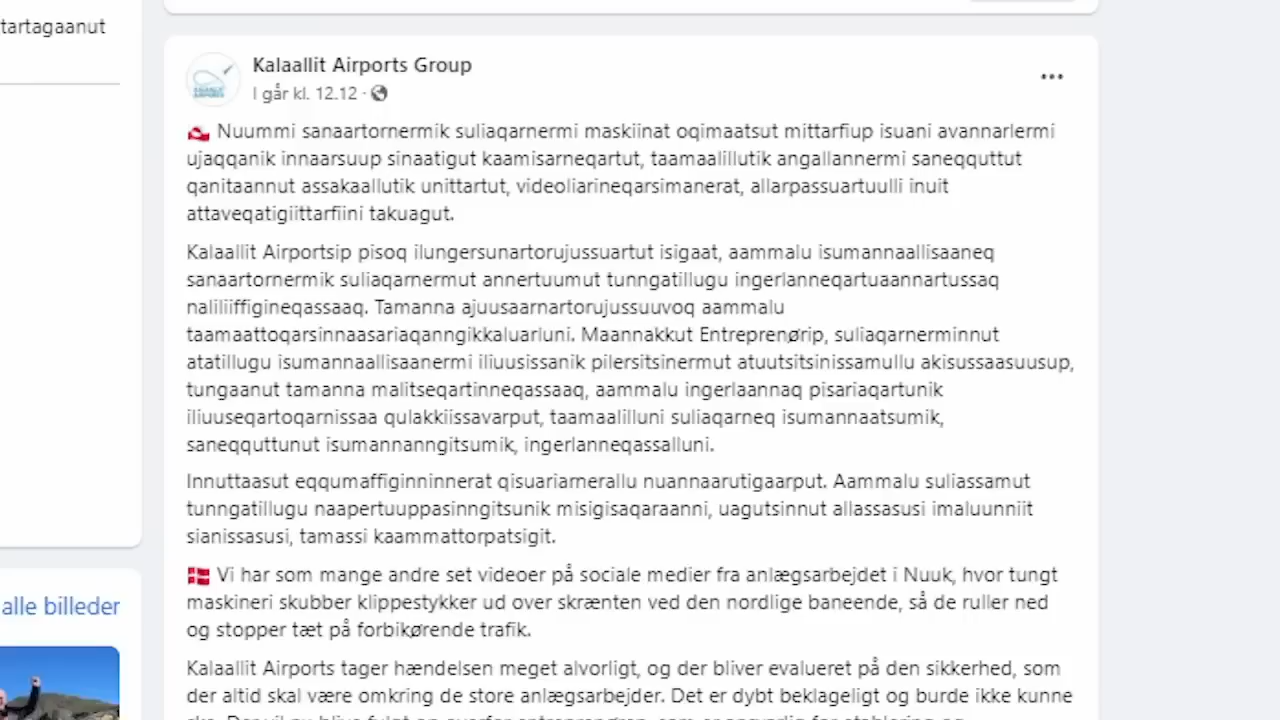 tartagaanut
Kalaallit Airports Group
I går kl. 12.12 ·
Nuummi sanaartornermik suliaqarnermi maskiinat oqimaatsut mittarfiup isuani avannarlermi
ujaqqanik innaarsuup sinaatigut kaamisarneqartut, taamaalillutik angallannermi saneqquttut
qanitaannut assakaallutik unittartut, videoliarineqarsimanerat, allarpassuartuulli inuit
attaveqatigiittarfiini takuagut.
Kalaallit Airportsip pisoq ilungersunartorujussuartut isigaat, aammalu isumannaallisaaneq
sanaartornermik suliaqarnermut annertuumut tunngatillugu ingerlanneqartuaannartussaq
naliliiffigineqassaaq. Tamanna ajuusaarnartorujussuuvoq aammalu
taamaattoqarsinnaasariaqanngikkaluarluni. Maannakkut Entreprenørip, suliaqarnerminnut
atatillugu isumannaallisaanermi iliuusissanik pilersitsinermut atuutsitsinissamullu akisussaasuusup,
tungaanut tamanna malitseqartinneqassaaq, aammalu ingerlaannaq pisariaqartunik
iliuuseqartoqarnissaa qulakkiissavarput, taamaalilluni suliaqarneq isumannaatsumik,
saneqquttunut isumannanngitsumik, ingerlanneqassalluni.
Innuttaasut eqqumaffiginninnerat qisuariamerallu nuannaarutigaarput. Aammalu suliassamut
tunngatillugu naapertuuppasinngitsunik misigisaqaraanni, uagutsinnut allassasusi imaluunniit
sianissasusi, tamassi kaammattorpatsigit.
Vi har som mange andre set videoer på sociale medier fra anlægsarbejdet i Nuuk, hvor tungt
maskineri skubber klippestykker ud over skrænten ved den nordlige baneende, så de ruller ned
og stopper tæt på forbikørende trafik.
alle billeder
Kalaallit Airports tager hændelsen meget alvorligt, og der bliver evalueret på den sikkerhed, som
der altid skal være omkring de store anlægsarbejder. Det er dybt beklageligt og burde ikke kunne